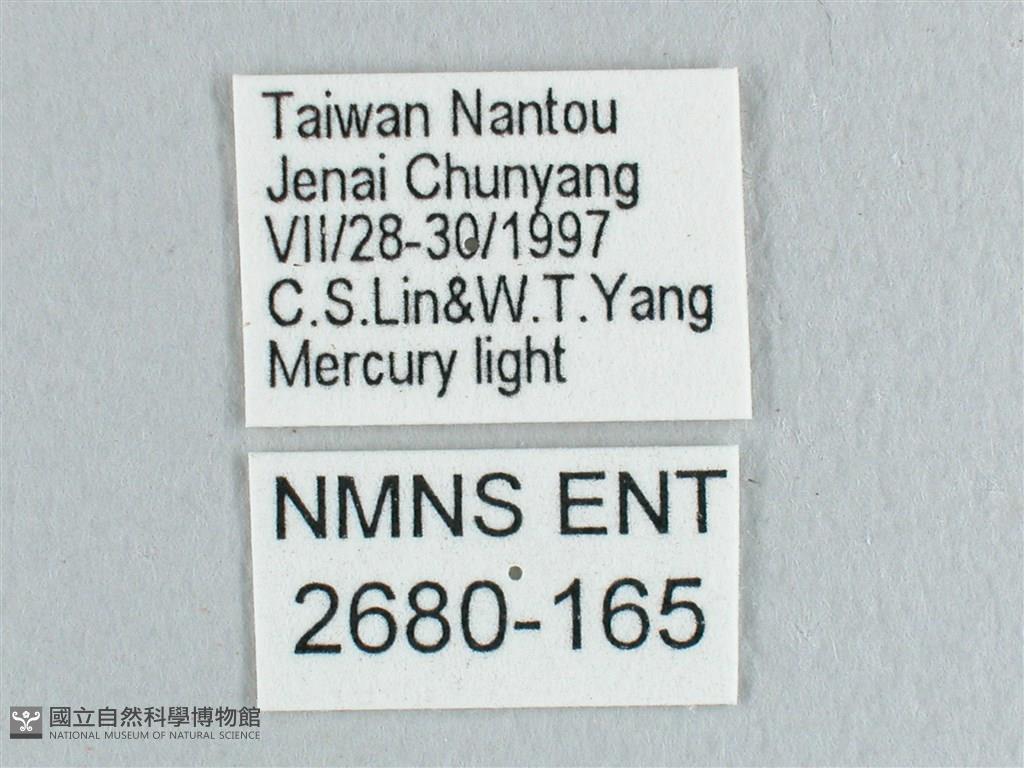 Taiwan Nantou
Jenai Chunyang
VII/28-30/1997
C.S.Lin&W.T.Yang
Mercury light
NMNS ENT
2680-165
國立自然科學博物館
NATIONAL MUSEUM OF NATURAL SCIENCE